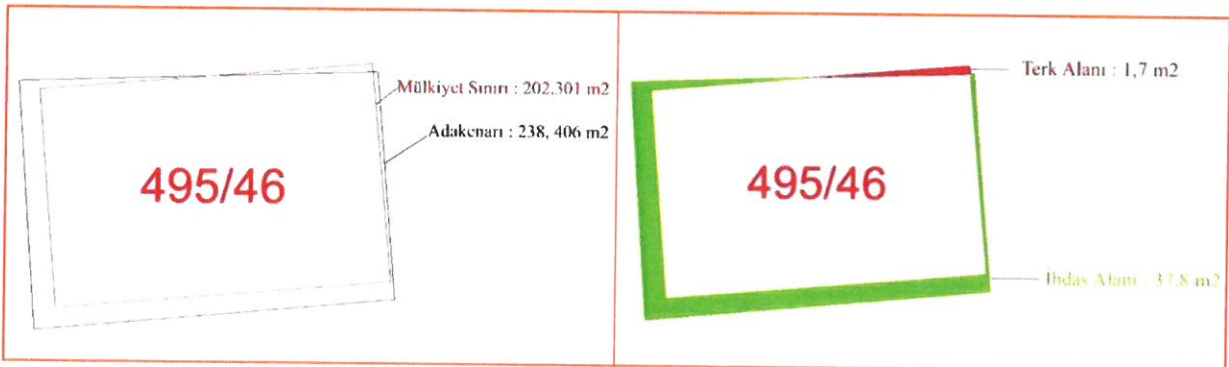 Mülkiyet Sınırı : 202,301 m2
Adakenarı : 238, 406 m2
495/46
Terk Alanı : 1,7 m2
495/46
İhdas Alanı : 37,8 m2